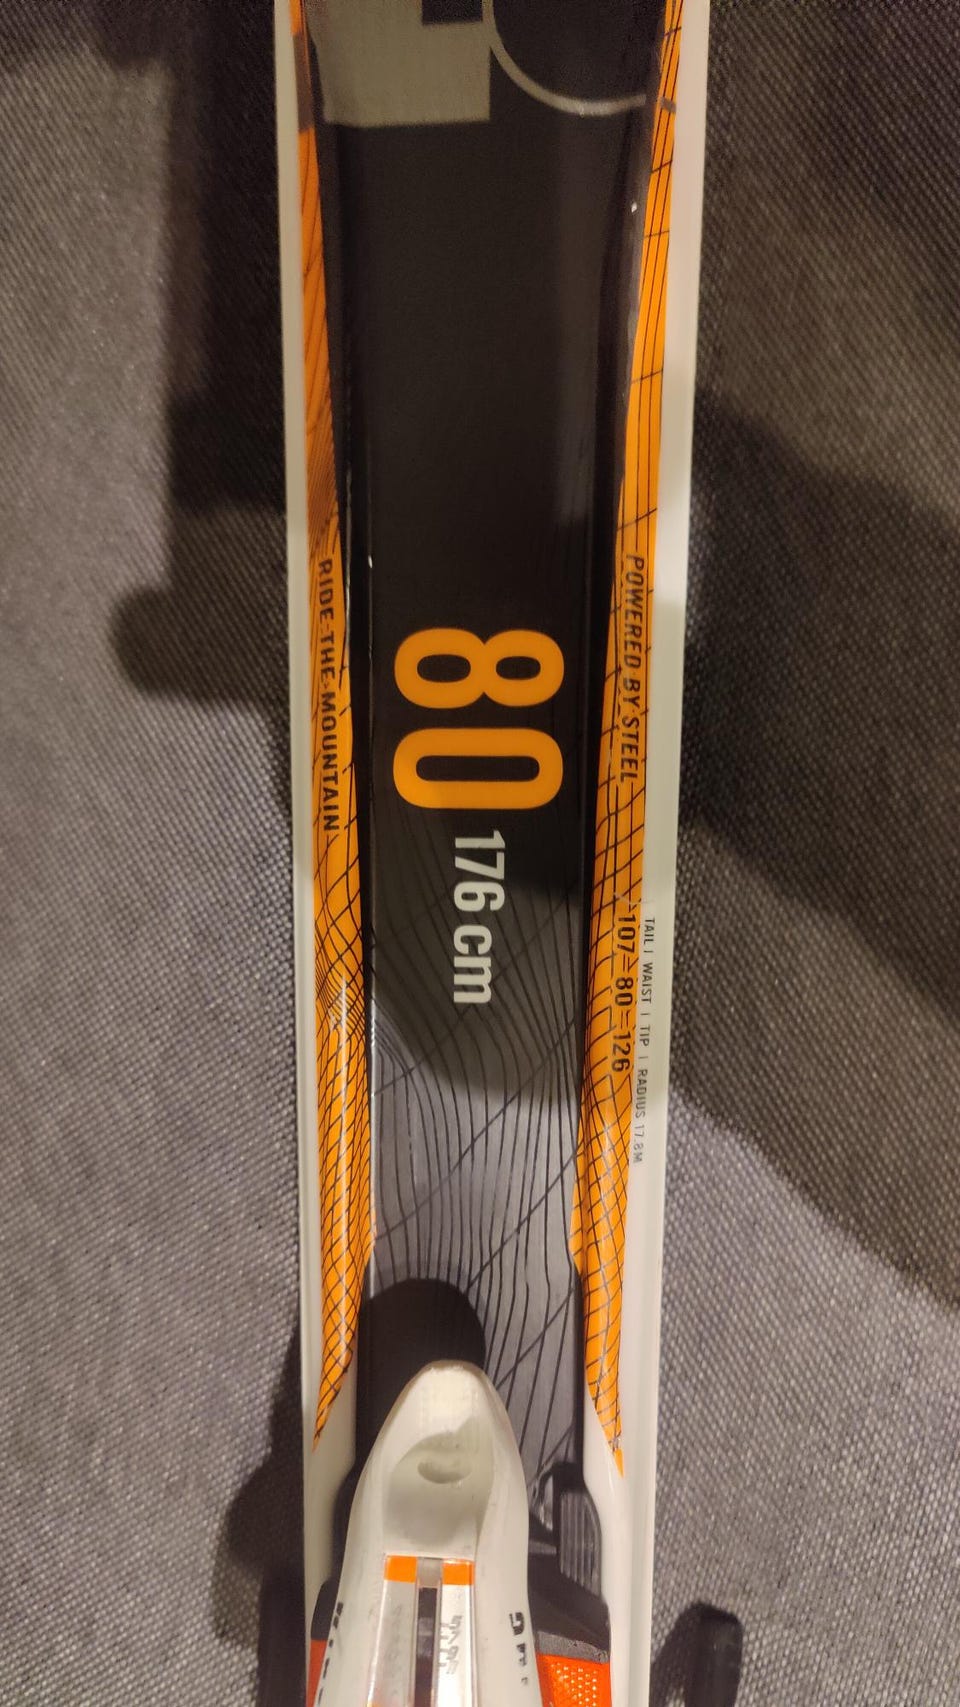 RIDE-THE-MOUNTAIN
POWERED BY STEEL
80
176 cm
TAIL | WAIST | TIP | RADIUS 17.8M
107-80-126